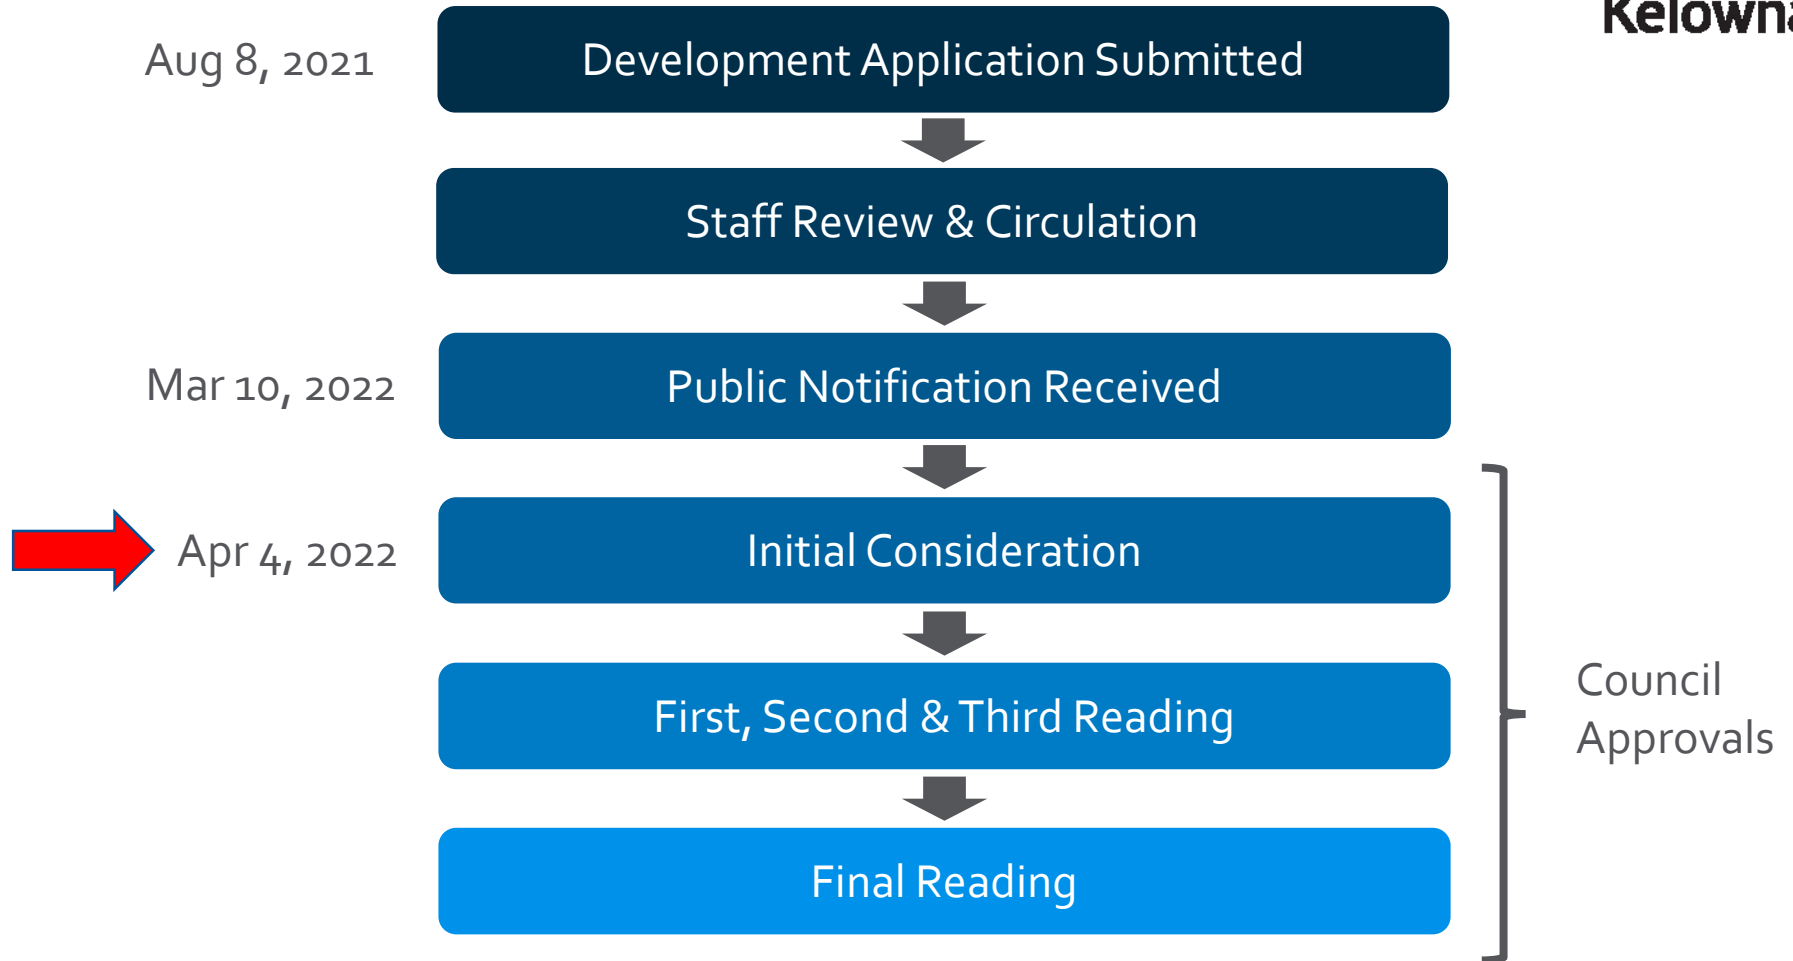 Kelowna
Aug 8, 2021
Development Application Submitted
Staff Review & Circulation
Mar 10, 2022
Public Notification Received
Apr 4, 2022
Initial Consideration
First, Second & Third Reading
Council
Approvals
Final Reading